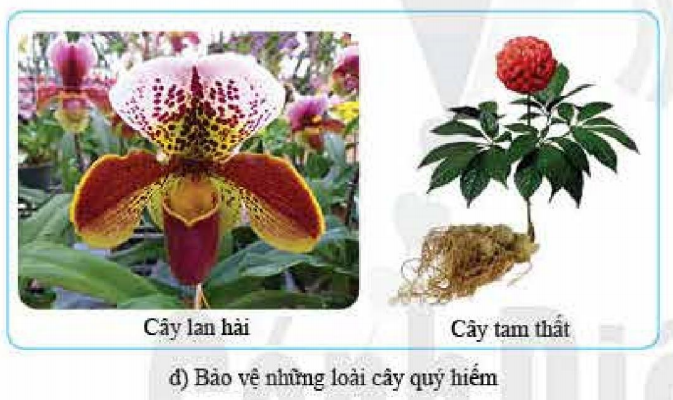 Cây lan hài
Cây tam thất
đ) Bảo vệ những loài cây quý hiếm